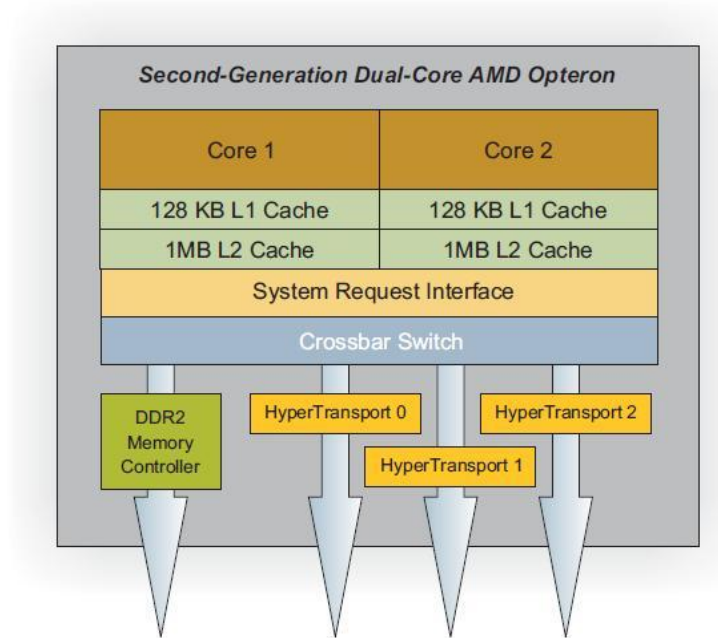 Second-Generation Dual-Core AMD Opteron
Core 1
Core 2
128 KB L1 Cache
128 KB L1 Cache
1MB L2 Cache
1MB L2 Cache
System Request Interface
Crossbar Switch
DDR2
Memory
Controller
HyperTransport 0
HyperTransport 1
HyperTransport 2